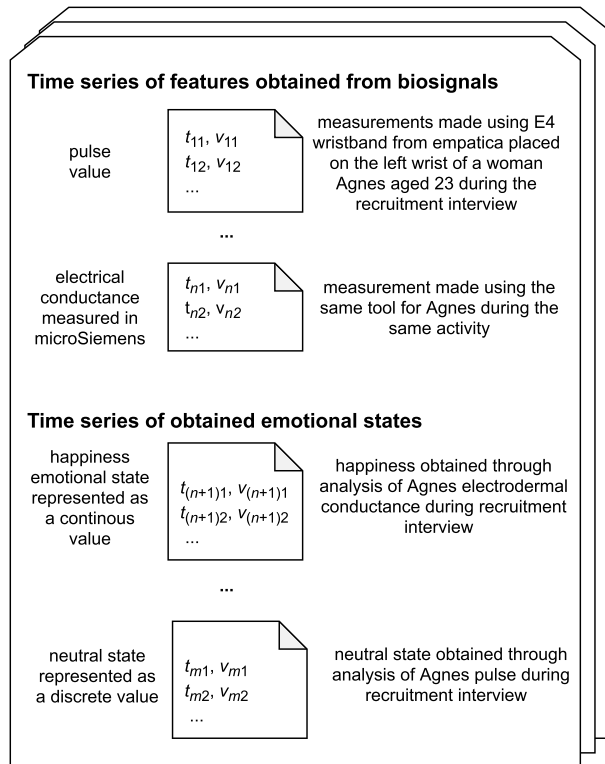 Time series of features obtained from biosignals
pulse
value
t11, v11
t12, v12
...
measurements made using E4
wristband from empatica placed
on the left wrist of a woman
Agnes aged 23 during the
recruitment interview
...
electrical
conductance
measured in
microSiemens
tn1, vn1
tn2, vn2
...
measurement made using the
same tool for Agnes during the
same activity
Time series of obtained emotional states
happiness
emotional state
represented as
a continous
value
t(n+1)1, v(n+1)1
t(n+1)2, v(n+1)2
...
happiness obtained through
analysis of Agnes electrodermal
conductance during recruitment
interview
...
neutral state
represented as
a discrete value
tm1, vm1
tm2, vm2
...
neutral state obtained through
analysis of Agnes pulse during
recruitment interview